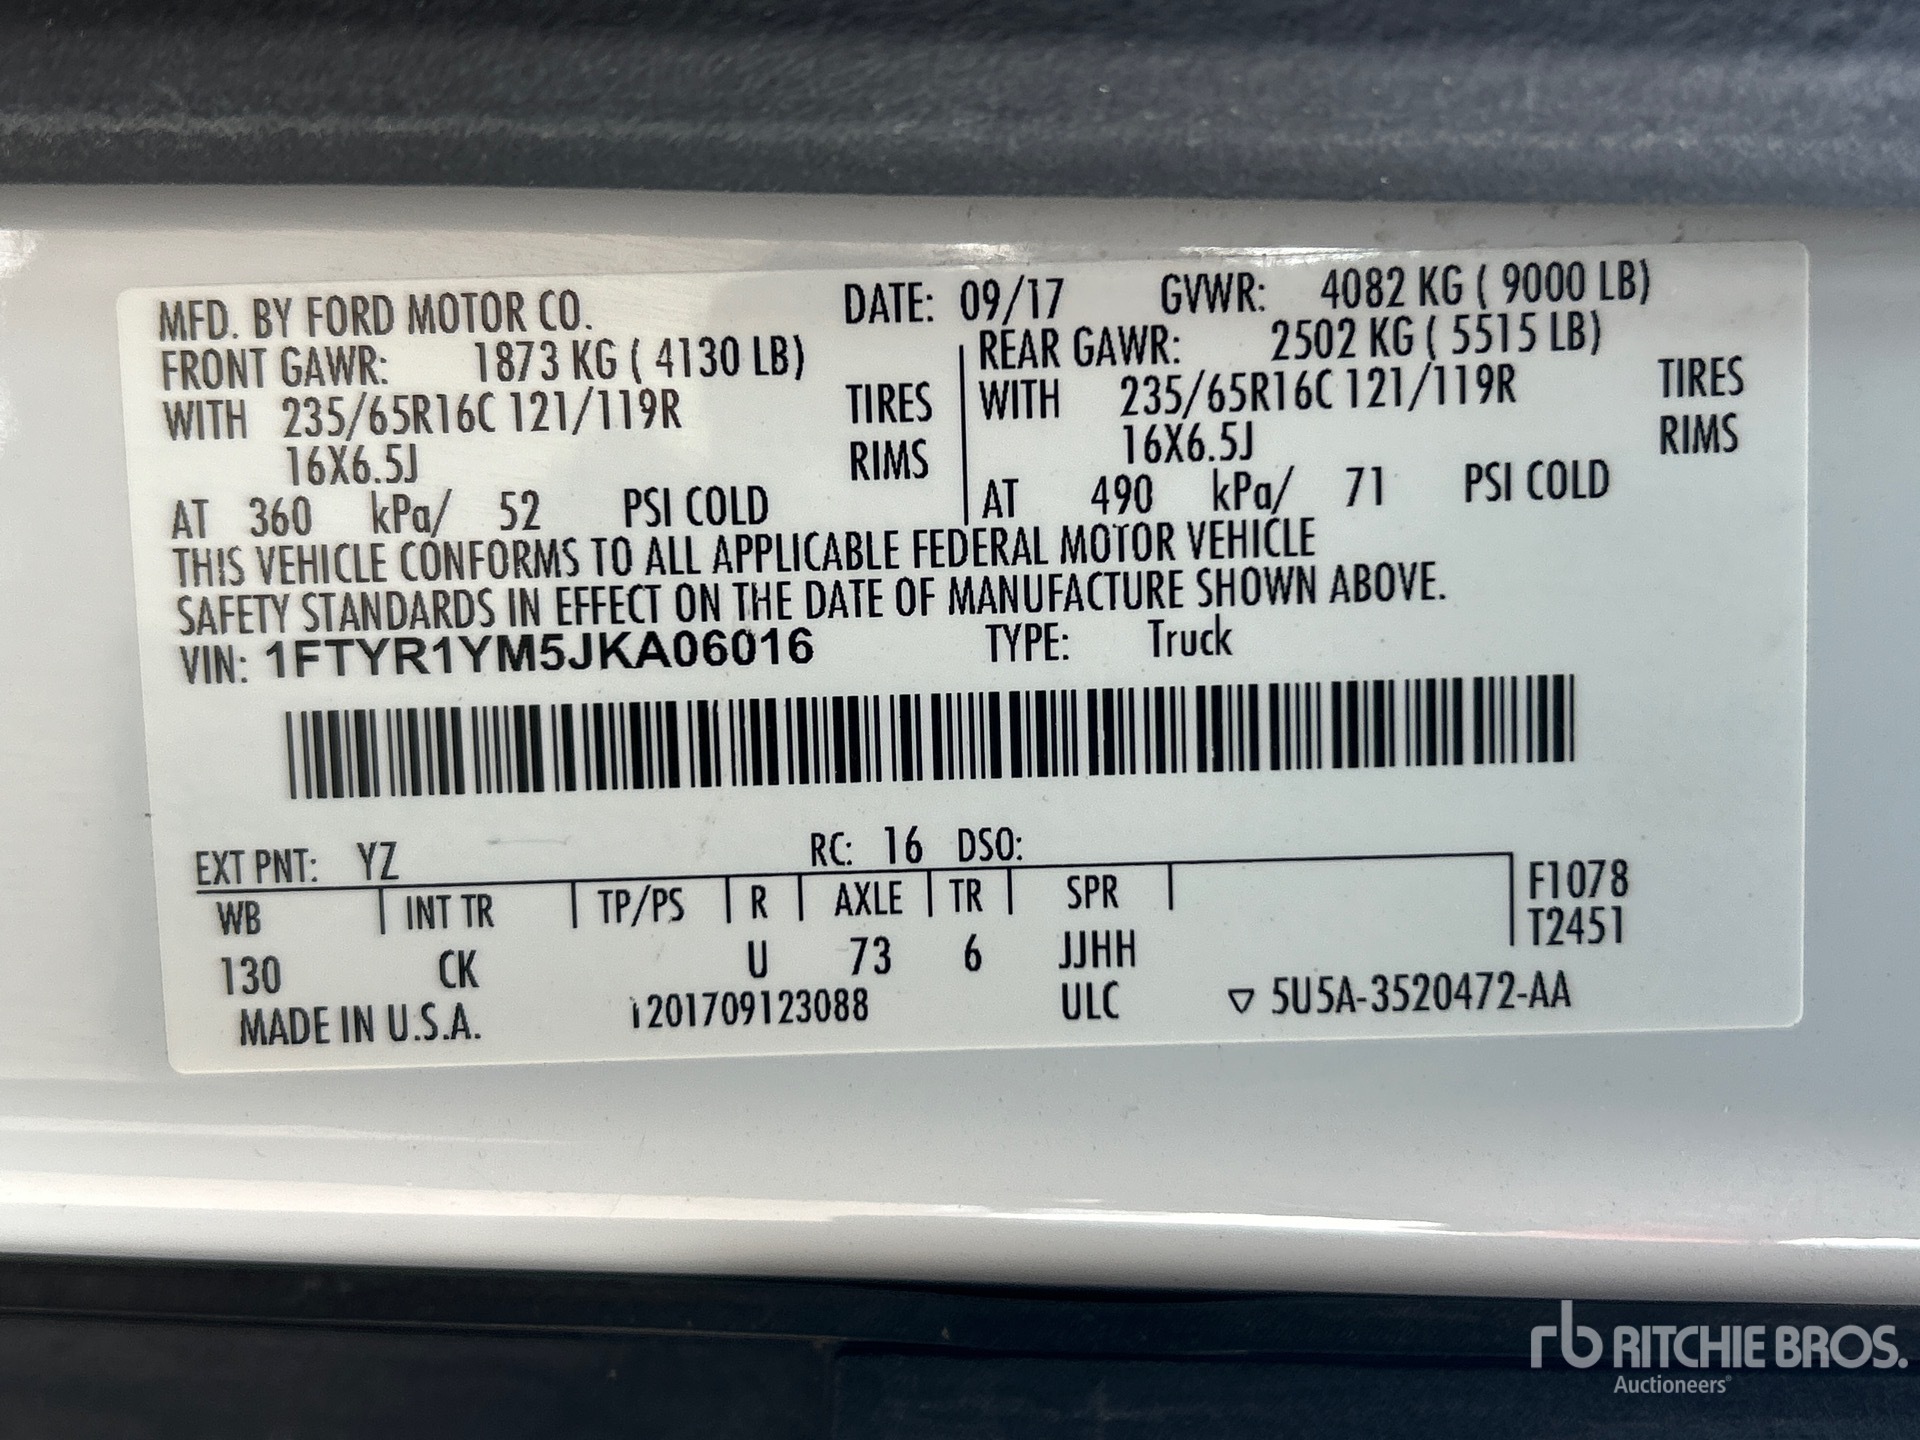 MFD. BY FORD MOTOR CO. DATE: 09/17 GVWR: 4082 KG ( 9000 LB)
FRONT GAWR: 1873 KG ( 4130 LB) REAR GAWR: 2502 KG ( 5515 LB)
WITH 235/65R16C 121/119R TIRES WITH 235/65R16C 121/119R TIRES
16X6.5J RIMS 16X6.5J RIMS
AT 360 kPa/ 52 PSI COLD AT 490 kPa/ 71 PSI COLD
THIS VEHICLE CONFORMS TO ALL APPLICABLE FEDERAL MOTOR VEHICLE
SAFETY STANDARDS IN EFFECT ON THE DATE OF MANUFACTURE SHOWN ABOVE.
VIN: 1FTYR1YM5JKA06016 TYPE: Truck
EXT PNT: YZ RC: 16 DSO:
WB INT TR TP/PS R AXLE TR SPR F1078
T2451
130 CK U 73 6 JJHH
MADE IN U.S.A. 201709123088 ULC ▽ 5U5A-3520472-AA
rb RITCHIE BROS.
Auctioneers®